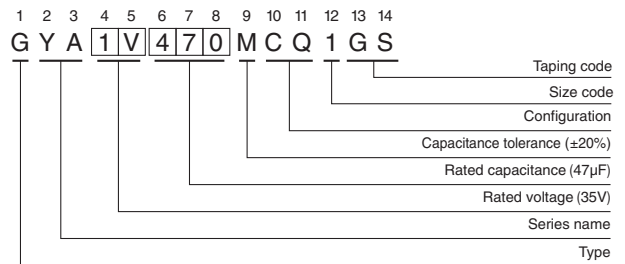 1 2 3 4 5 6 7 8 9 10 11 12 13 14
G Y A 1 V 4 7 0 M C Q 1 G S
Taping code
Size code
Configuration
Capacitance tolerance (±20%)
Rated capacitance (47µF)
Rated voltage (35V)
Series name
Type